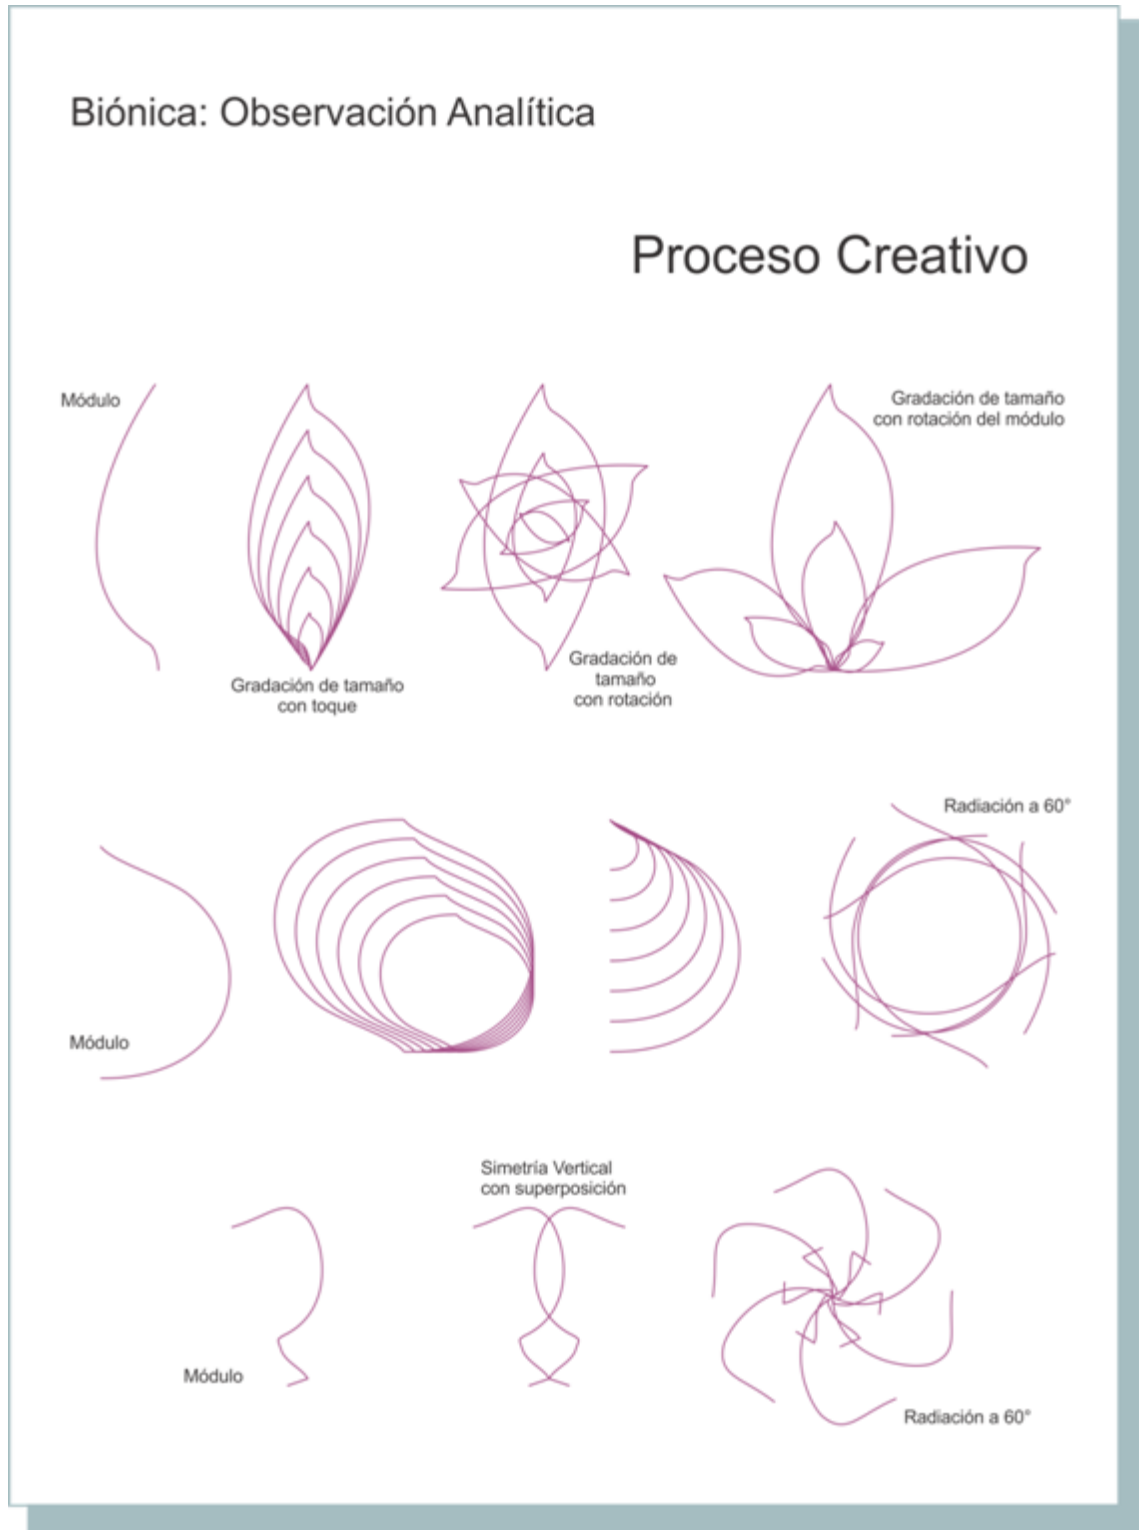 Biónica: Observación Analítica
Proceso Creativo
Módulo
Gradación de tamaño
con rotación del módulo
Gradación de tamaño
con toque
Gradación de
tamaño
con rotación
Radiación a 60°
Módulo
Simetría Vertical
con superposición
Módulo
Radiación a 60°